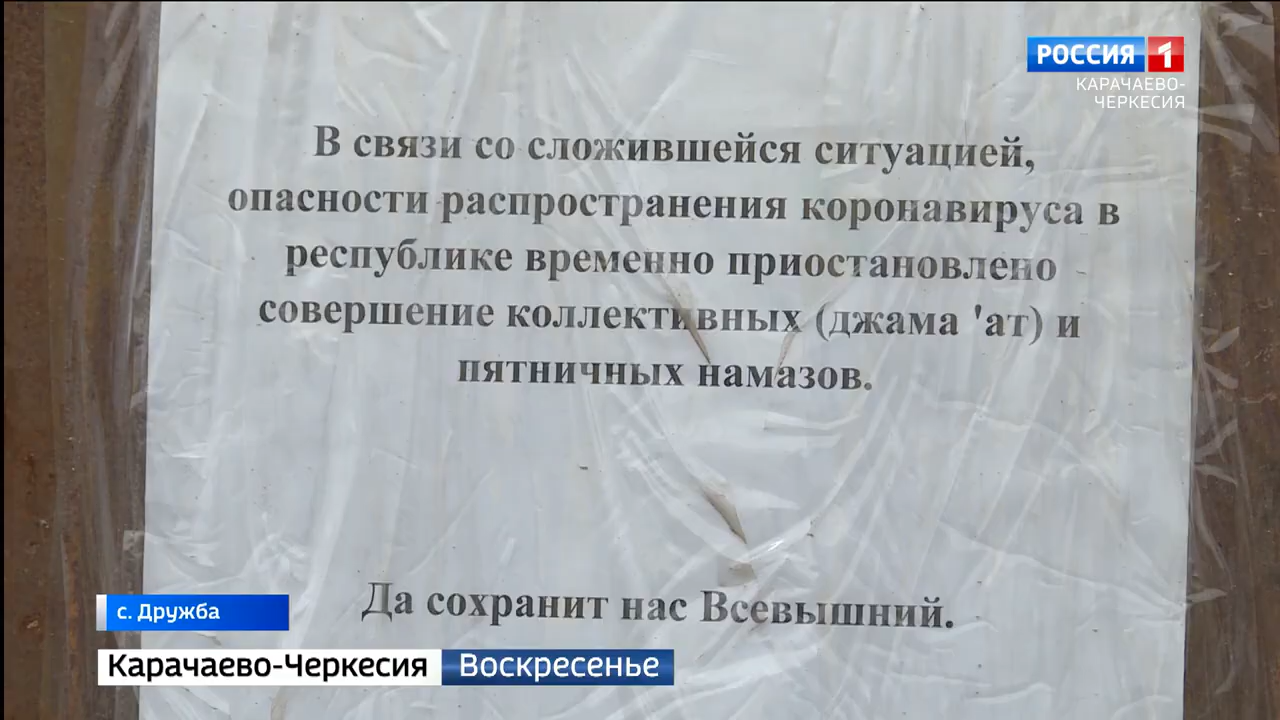 РОССИЯ 1
КАРАЧАЕВО-
ЧЕРКЕСИЯ
В связи со сложившейся ситуацией,
опасности распространения коронавируса в
республике временно приостановлено
совершение коллективных (джама 'ат) и
пятничных намазов.
Да сохранит нас Всевышний.
с. Дружба
Карачаево-Черкесия Воскресенье